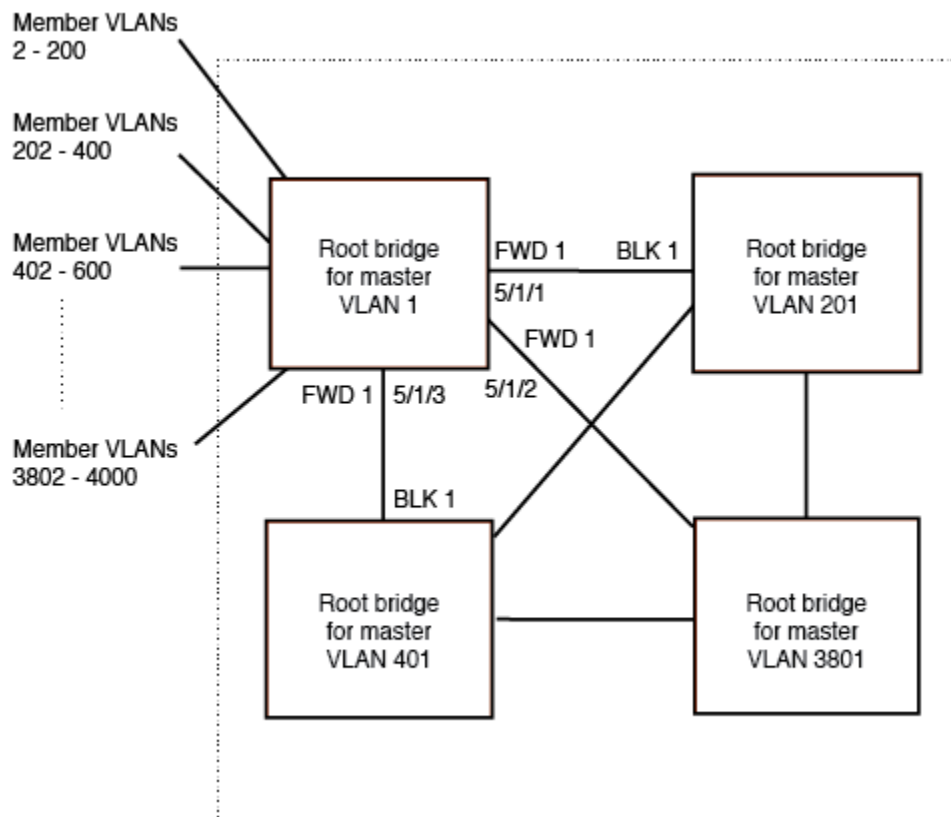 Member VLANs
2 - 200
Member VLANs
202 - 400
Member VLANs
402 - 600
Member VLANs
3802 - 4000
Root bridge
for master
VLAN 1
FWD 1
BLK 1
5/1/1
FWD 1
5/1/2
FWD 1
5/1/3
BLK 1
Root bridge
for master
VLAN 201
Root bridge
for master
VLAN 401
Root bridge
for master
VLAN 3801